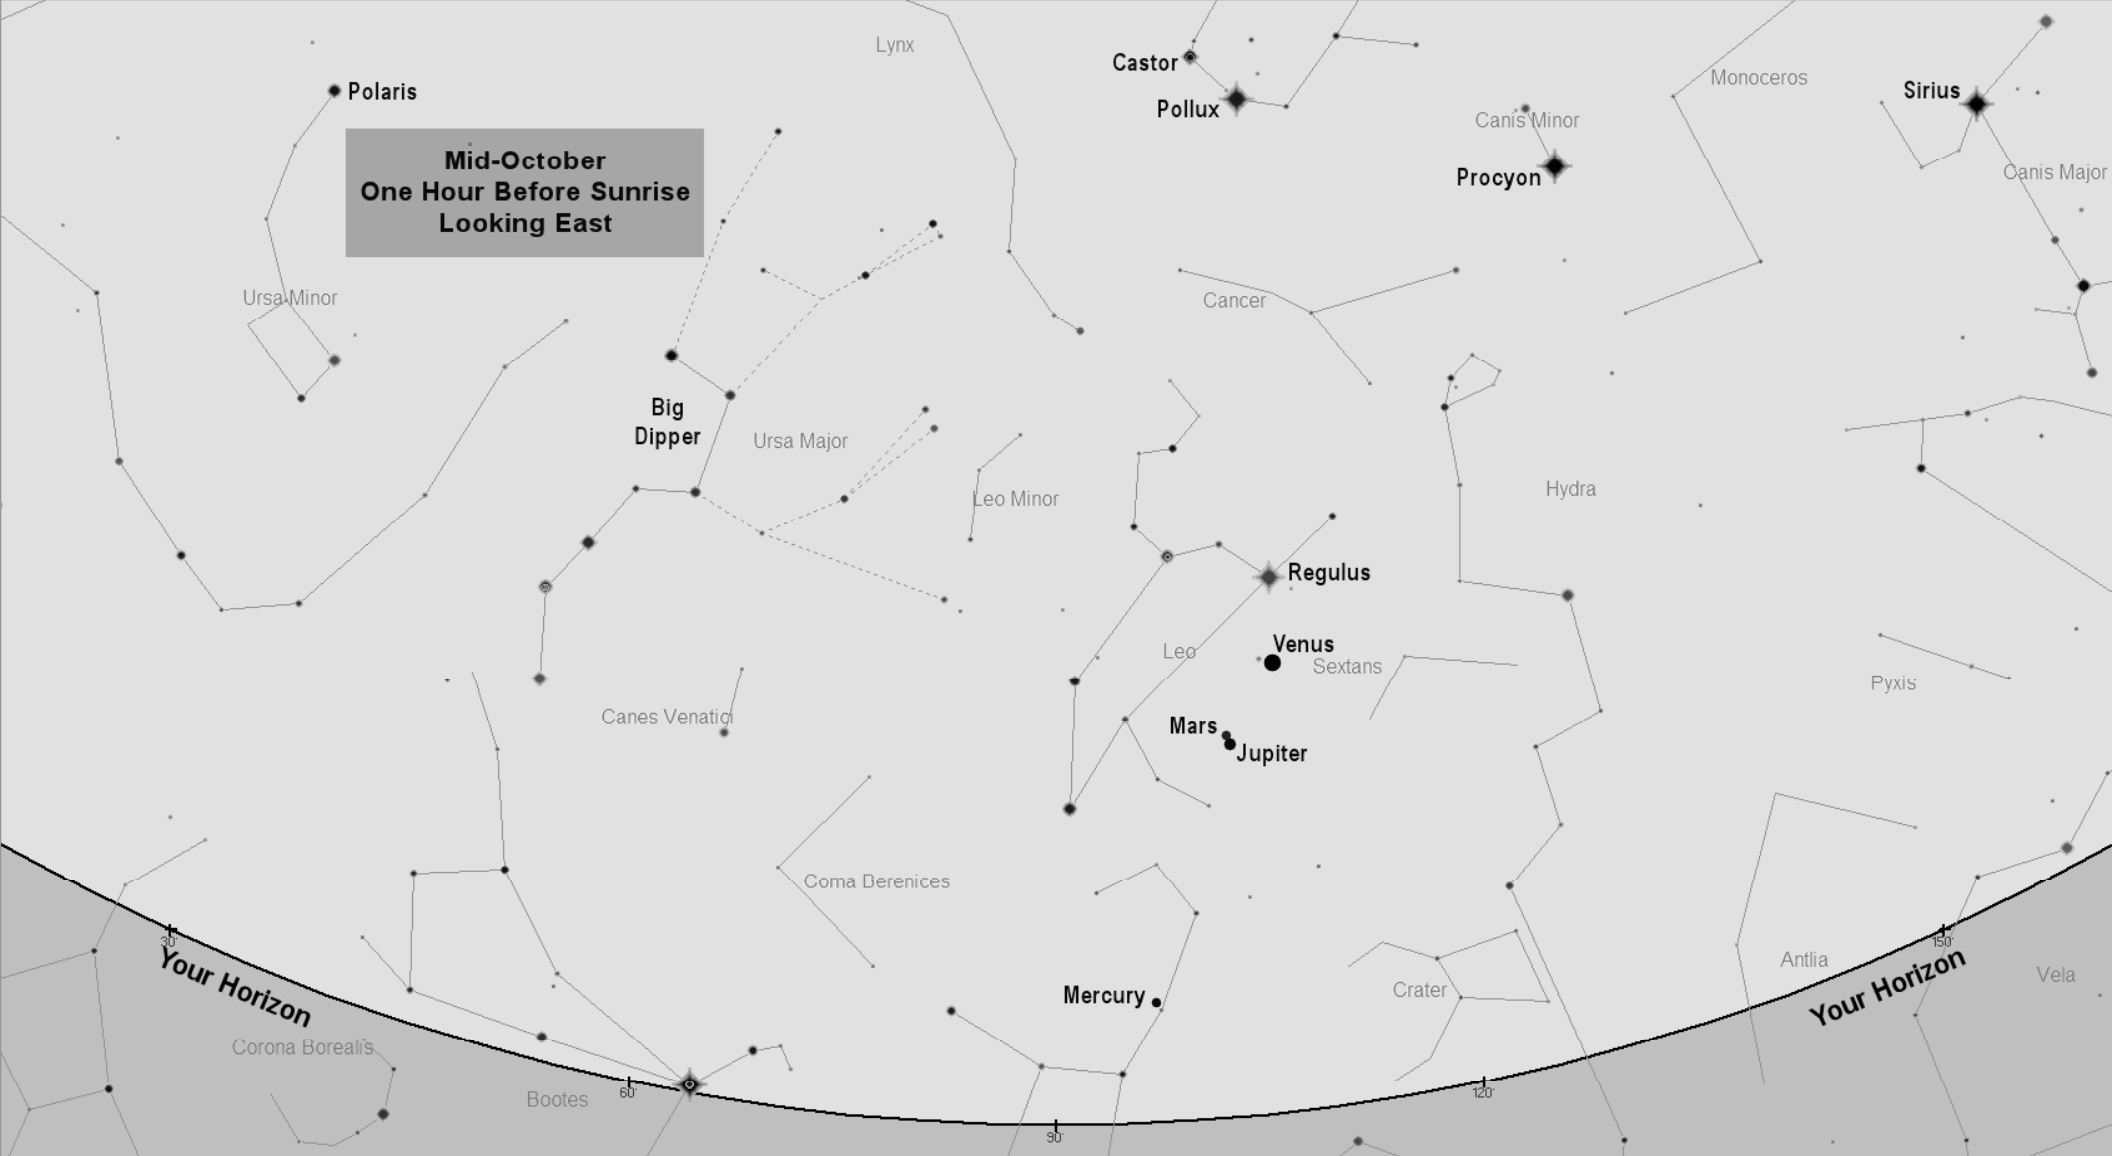 Lynx
Castor
Pollux
Monoceros
Sirius
Polaris
Canis Minor
Procyon
Canis Major
Mid-October
One Hour Before Sunrise
Looking East
Ursa Minor
Cancer
Big
Dipper
Ursa Major
Leo Minor
Hydra
Regulus
Venus
Leo
Sextans
Pyxis
Canes Venatici
Mars
Jupiter
Coma Berenices
30°
Your Horizon
Mercury
Crater
Antlia
150°
Your Horizon
Vela
Corona Borealis
Bootes
60°
120°
90°